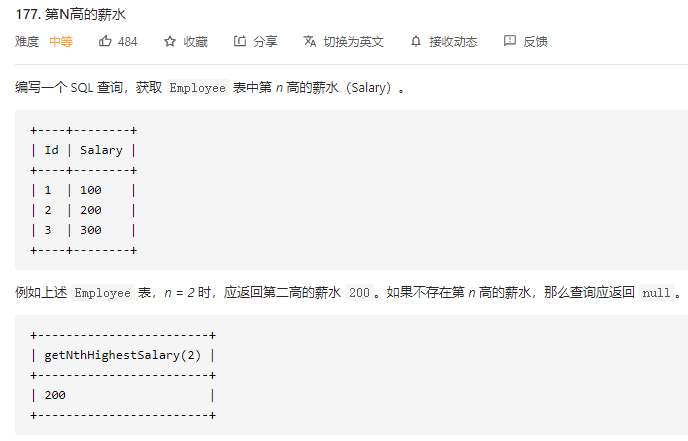 177. 第N高的薪水
难度 中等 484 收藏 分享 切换为英文 接收动态 反馈
编写一个 SQL 查询，获取 Employee 表中第 n 高的薪水（Salary）。
+----+--------+
| Id | Salary |
+----+--------+
| 1  | 100    |
| 2  | 200    |
| 3  | 300    |
+----+--------+
例如上述 Employee 表，n = 2 时，应返回第二高的薪水 200。如果不存在第 n 高的薪水，那么查询应返回 null。
+------------------------+
| getNthHighestSalary(2) |
+------------------------+
| 200                    |
+------------------------+